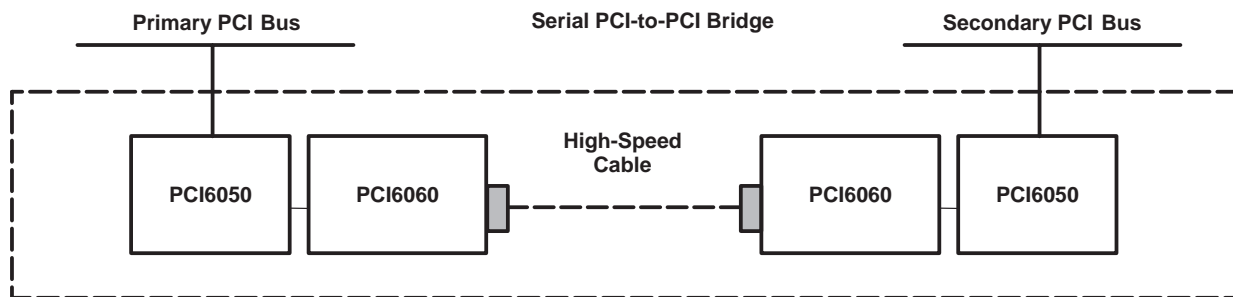 Primary PCI Bus
Serial PCI-to-PCI Bridge
Secondary PCI Bus
High-Speed
Cable
PCI6050
PCI6060
PCI6060
PCI6050